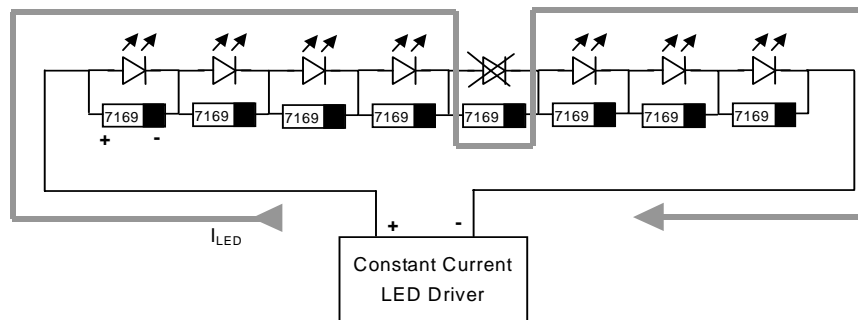 7169 7169 7169 7169 7169 7169 7169 7169
+ -
I_LED
+ -
Constant Current
LED Driver